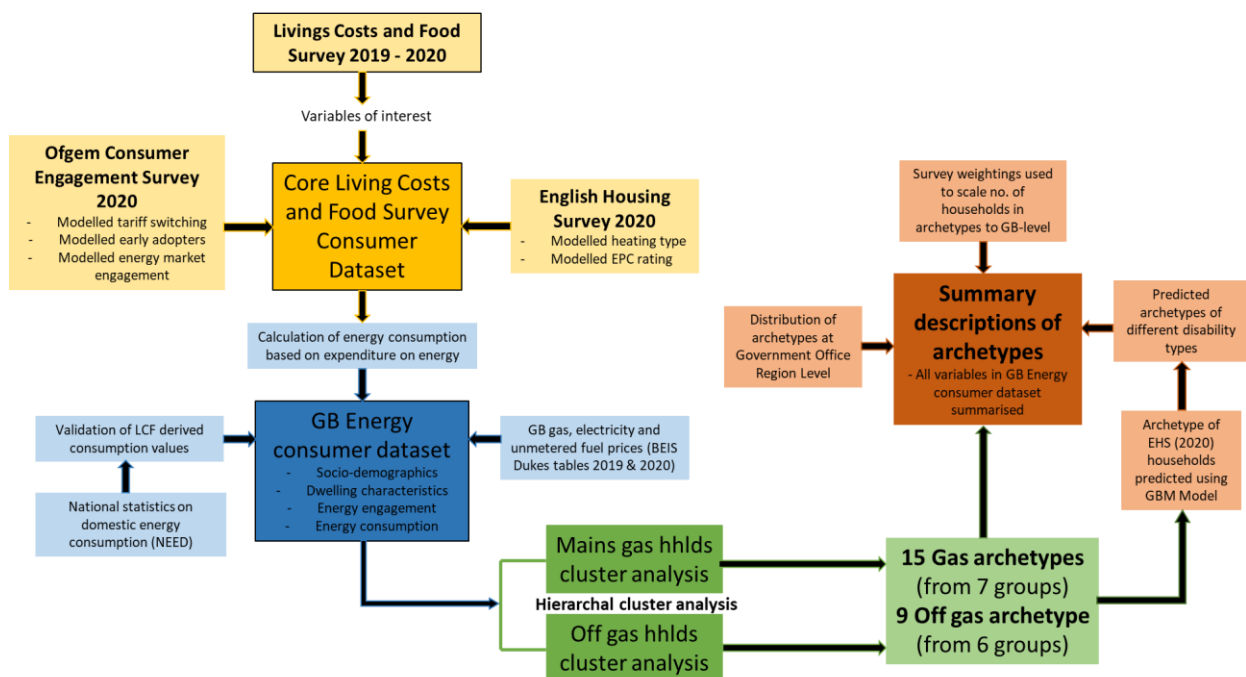 Livings Costs and Food
Survey 2019 - 2020
Variables of interest
Ofgem Consumer
Engagement Survey
2020
- Modelled tariff switching
- Modelled early adopters
- Modelled energy market
engagement
Core Living Costs
and Food Survey
Consumer
Dataset
English Housing
Survey 2020
- Modelled heating type
- Modelled EPC rating
Calculation of energy consumption
based on expenditure on energy
Validation of LCF derived
consumption values
National statistics on
domestic energy
consumption (NEED)
GB Energy
consumer dataset
- Socio-demographics
- Dwelling characteristics
- Energy engagement
- Energy consumption
GB gas, electricity and
unmetered fuel prices (BEIS
Dukes tables 2019 & 2020)
Mains gas hhlds
cluster analysis
Hierarchal cluster analysis
Off gas hhlds
cluster analysis
15 Gas archetypes
(from 7 groups)
9 Off gas archetype
(from 6 groups)
Survey weightings used
to scale no. of
households in
archetypes to GB-level
Distribution of
archetypes at
Government Office
Region Level
Summary
descriptions of
archetypes
- All variables in GB Energy
consumer dataset
summarised
Predicted
archetypes of
different disability
types
Archetype of
EHS (2020)
households
predicted using
GBM Model